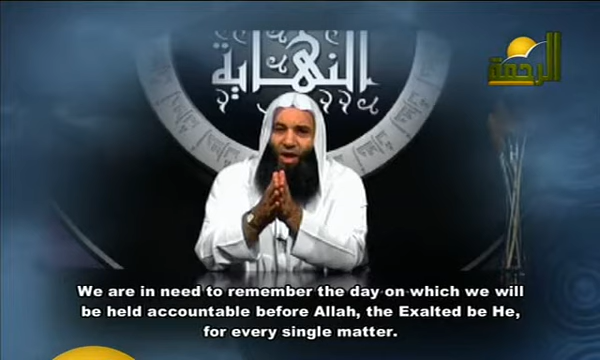 النهاية
الرحمة
We are in need to remember the day on which we will
be held accountable before Allah, the Exalted be He,
for every single matter.